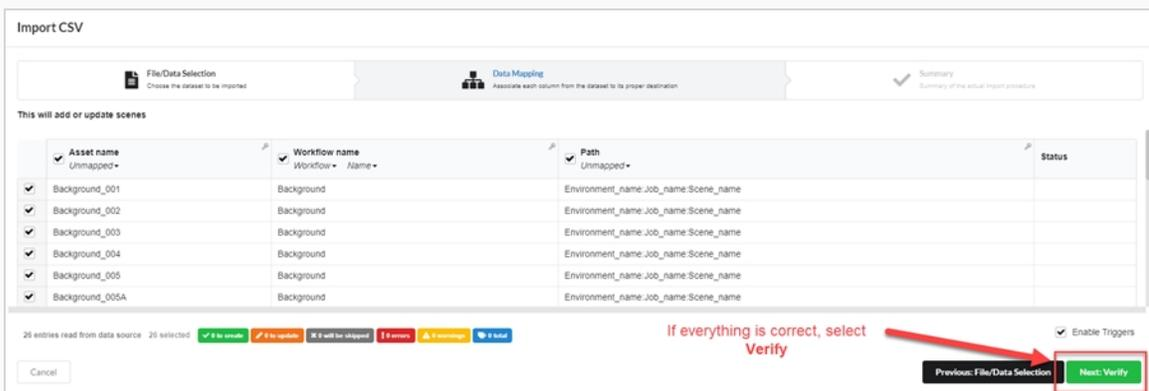 Import CSV
File/Data Selection
Choose the dataset to be imported
Data Mapping
Associate each column from the dataset to its proper destination
Summary
Summary of the actual import procedure
This will add or update scenes
Asset name
Unmapped
Workflow name
Workflow Name
Path
Unmapped
Status
Background_001 Background Environment_name:Job_name:Scene_name
Background_002 Background Environment_name:Job_name:Scene_name
Background_003 Background Environment_name:Job_name:Scene_name
Background_004 Background Environment_name:Job_name:Scene_name
Background_005 Background Environment_name:Job_name:Scene_name
Background_005A Background Environment_name:Job_name:Scene_name
26 entries read from data source 26 selected 0 to create 0 to update 0 will be skipped 0 errors 0 warnings 0 total
If everything is correct, select
Verify
Enable Triggers
Cancel
Previous: File/Data Selection
Next: Verify